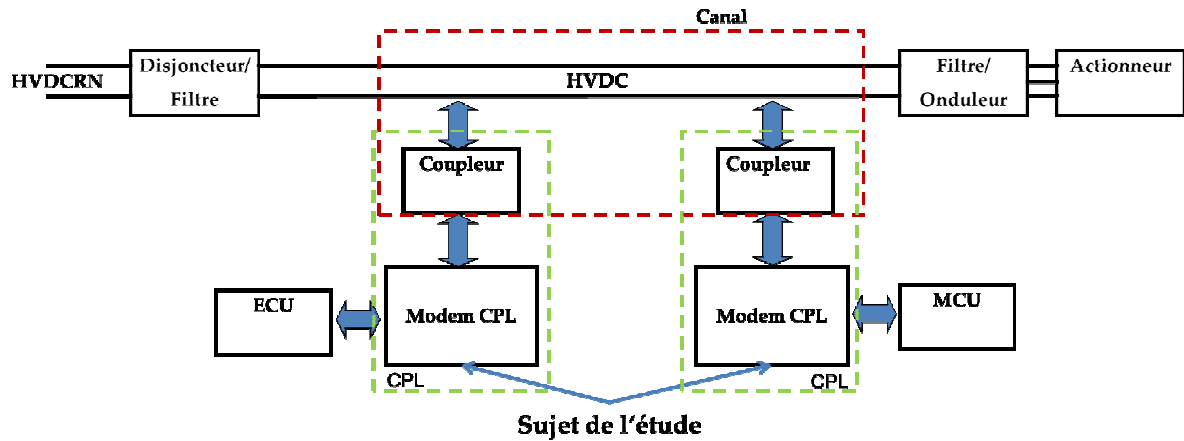 Canal
HVDCRN
Disjoncteur/
Filtre
HVDC
Filtre/
Onduleur
Actionneur
Coupleur
Coupleur
ECU
Modem CPL
Modem CPL
MCU
CPL
CPL
Sujet de l'étude